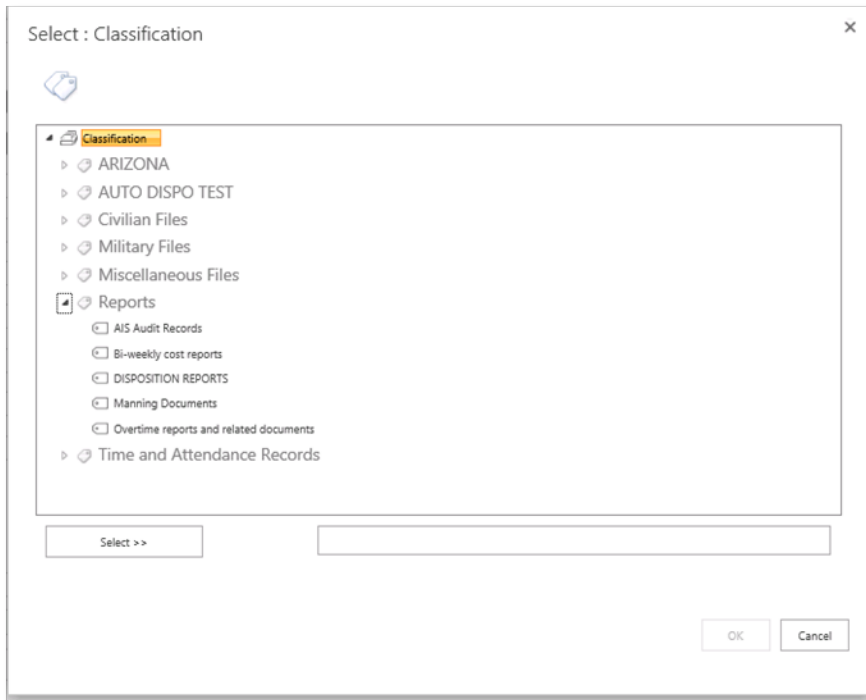 Select : Classification
Classification
ARIZONA
AUTO DISPO TEST
Civilian Files
Military Files
Miscellaneous Files
Reports
AIS Audit Records
Bi-weekly cost reports
DISPOSITION REPORTS
Manning Documents
Overtime reports and related documents
Time and Attendance Records
Select >>
OK
Cancel